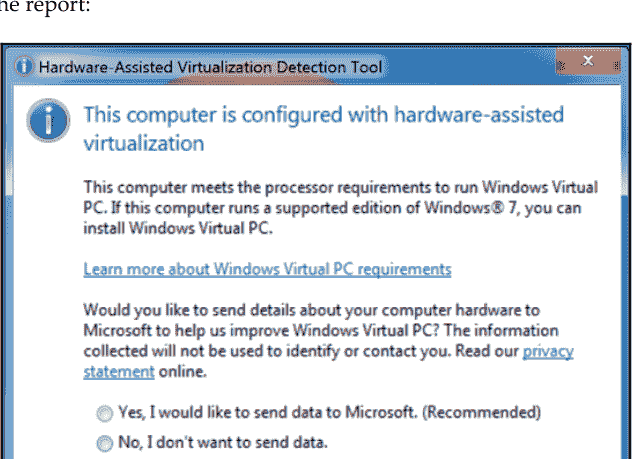 he report:
Hardware-Assisted Virtualization Detection Tool
This computer is configured with hardware-assisted
virtualization
This computer meets the processor requirements to run Windows Virtual
PC. If this computer runs a supported edition of Windows® 7, you can
install Windows Virtual PC.
Learn more about Windows Virtual PC requirements
Would you like to send details about your computer hardware to
Microsoft to help us improve Windows Virtual PC? The information
collected will not be used to identify or contact you. Read our privacy
statement online.
Yes, I would like to send data to Microsoft. (Recommended)
No, I don't want to send data.